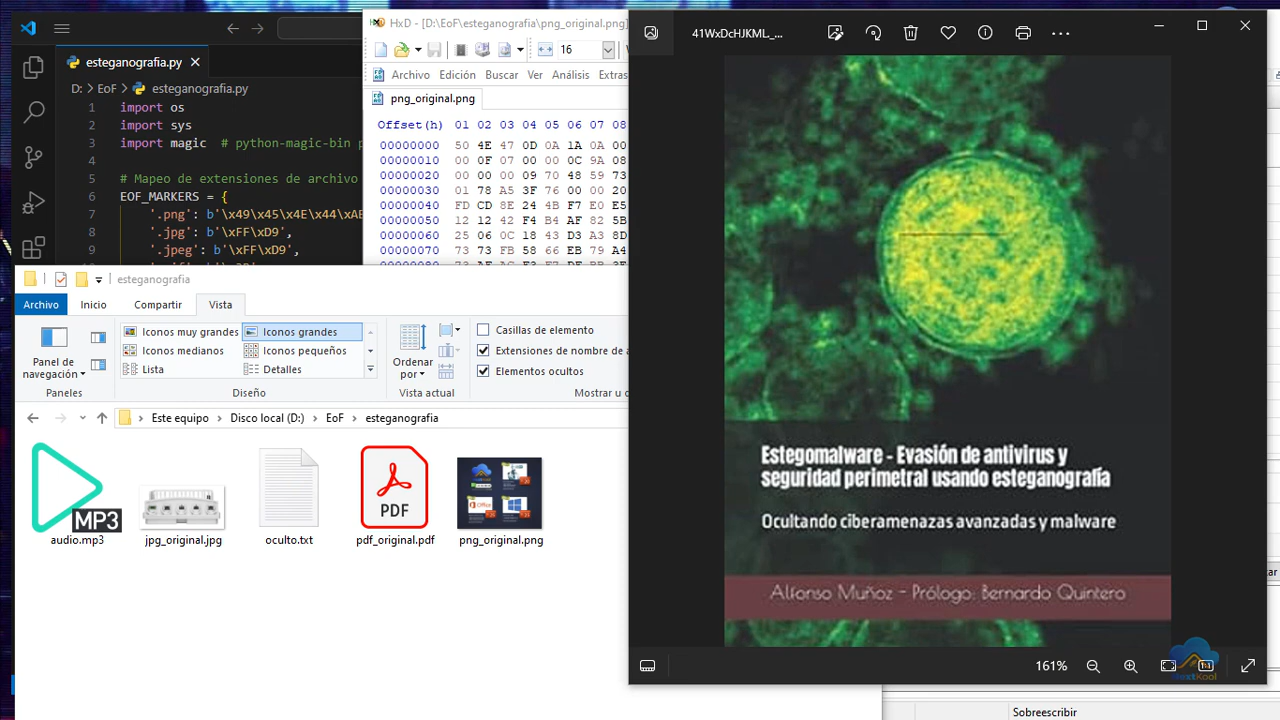 esteganografia.py
D: > EoF > esteganografia.py
import os
import sys
3 import magic # python-magic-bin p
4
5 # Mapeo de extensiones de archivo
6 EOF_MARKERS = {
7 '.png': b'\x49\x45\x4E\x44\xAE
8 '.jpg': b'\xFF\xD9',
9 '.jpeg': b'\xFF\xD9',
HxD - [D:\EoF\esteganografia\png_original.png]
16
Archivo Edición Buscar Ver Análisis Extras
png_original.png
Offset(h) 01 02 03 04 05 06 07 08
00000000 50 4E 47 0D 0A 1A 0A 00
00000010 00 0F 07 00 00 0C 9A 08
00000020 00 00 09 70 48 59 73
00000030 01 78 A5 3F 76 00 00 20
00000040 FD CD 8E 24 4B F7 E0 E5
00000050 12 12 42 F4 B4 AF 82 5B
00000060 25 06 0C 18 43 D3 A3 8D
00000070 73 73 FB 58 66 EB 79 A4
esteganografia
Archivo Inicio Compartir Vista
Panel de
navegación
Paneles
Iconos muy grandes Iconos grandes
Iconos medianos Iconos pequeños
Lista Detalles
Diseño
Ordenar
por
Vista actual
Casillas de elemento
Extensiones de nombre de a
Elementos ocultos
Mostrar u
Este equipo > Disco local (D:) > EoF > esteganografia
MP3
PDF
Office
Windows
audio.mp3 jpg_original.jpg oculto.txt pdf_original.pdf png_original.png
41WxDcHJKML._...
Estegomalware - Evasión de antivirus y
seguridad perimetral usando esteganografía
Ocultando ciberamenazas avanzadas y malware
Alfonso Muñoz - Prólogo: Bernardo Quintero
161%
1:1
NextKool
Sobreescribir